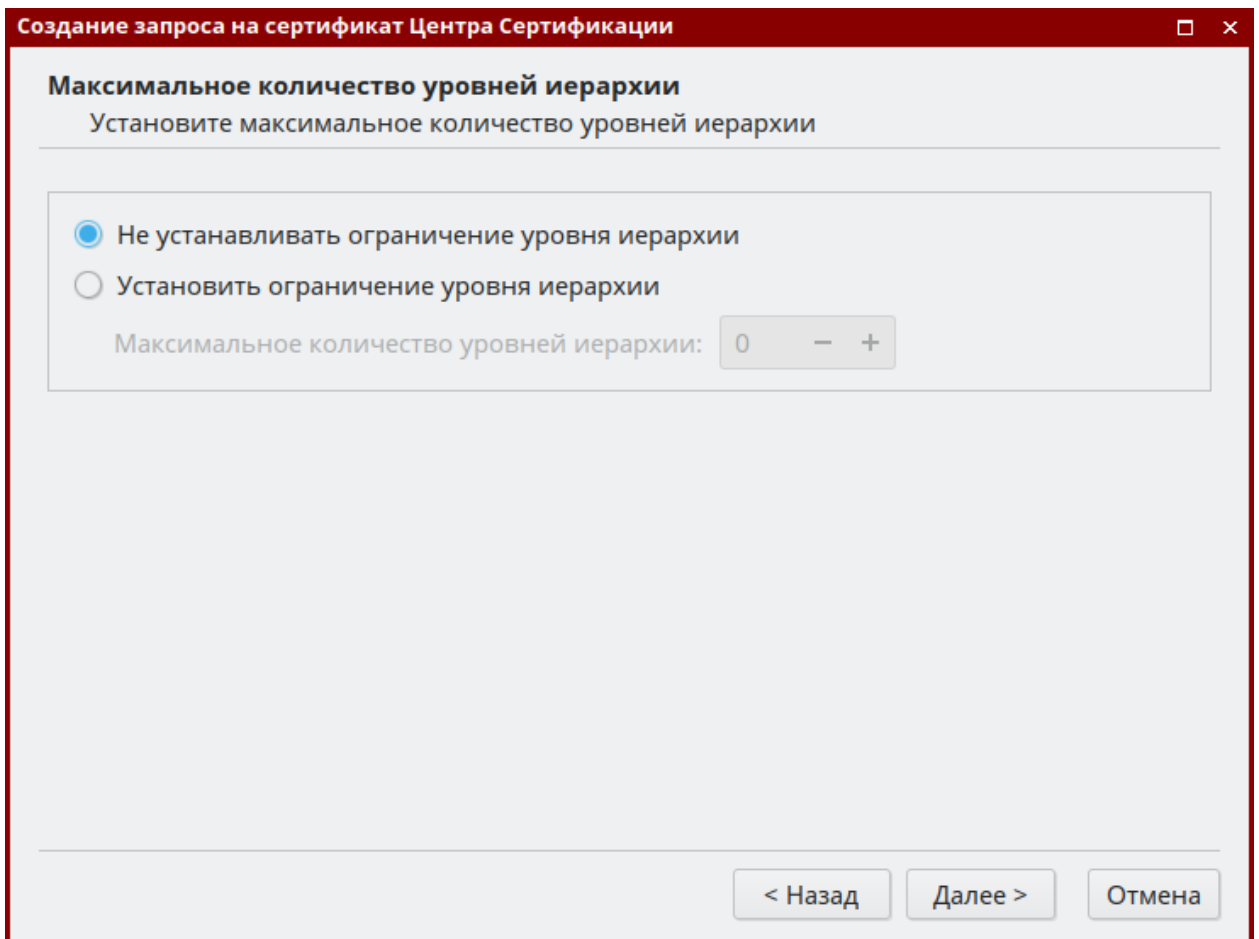 Создание запроса на сертификат Центра Сертификации
Максимальное количество уровней иерархии
Установите максимальное количество уровней иерархии
Не устанавливать ограничение уровня иерархии
Установить ограничение уровня иерархии
Максимальное количество уровней иерархии: 0 − +
< Назад Далее > Отмена